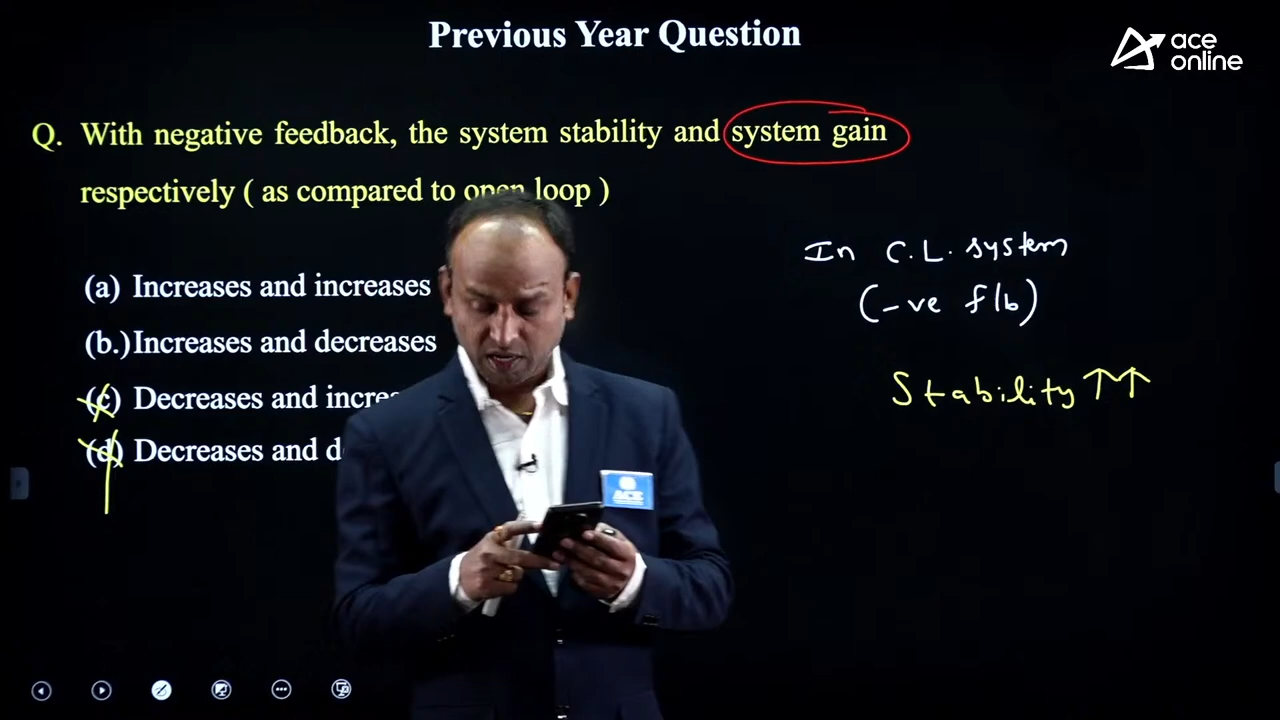 Previous Year Question
ace
online
Q. With negative feedback, the system stability and system gain
respectively ( as compared to open loop )
(a) Increases and increases
(b.)Increases and decreases
(c) Decreases and
(d) Decreases and
In C.L. system
(-ve f/b)
Stability ↑↑
ACE